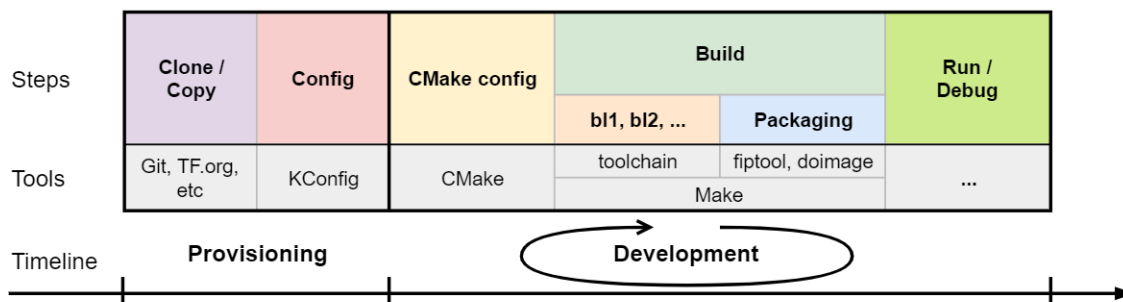 Steps
Clone /
Copy
Config
CMake config
Build
bl1, bl2, ...
Packaging
Run /
Debug
Tools
Git, TF.org,
etc
KConfig
CMake
toolchain
fiptool, doimage
Make
...
Timeline
Provisioning
Development